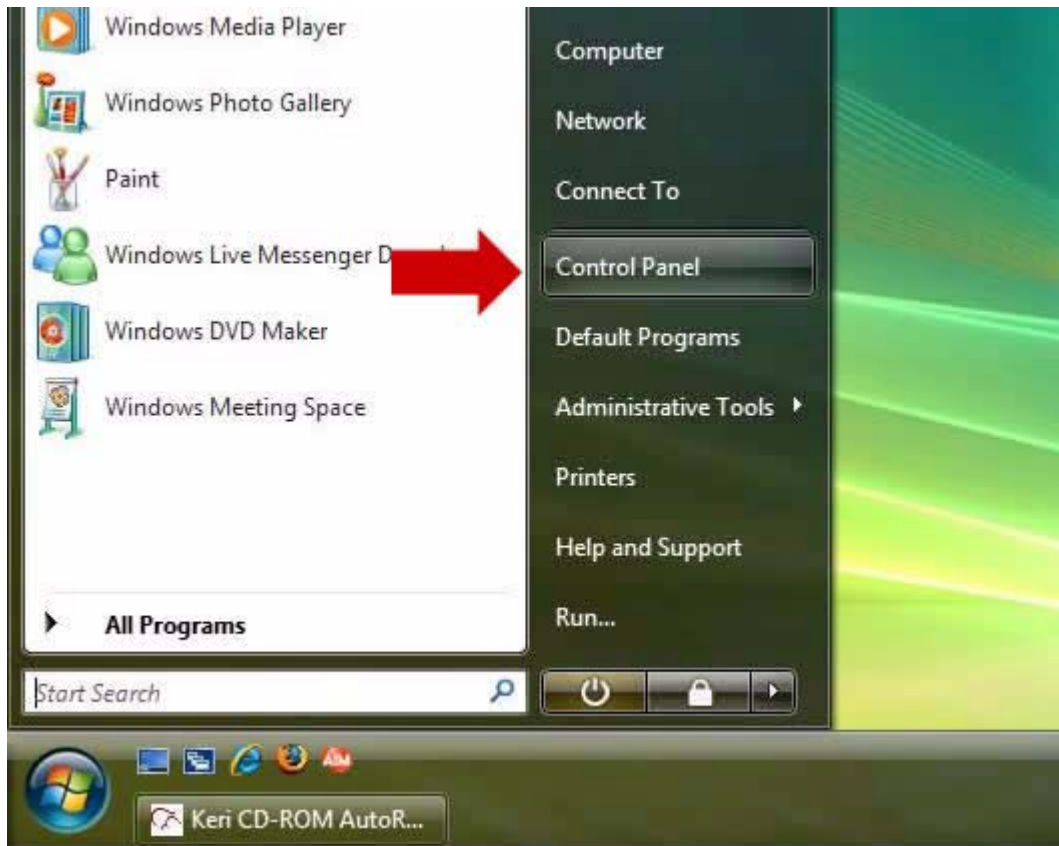 Windows Media Player
Windows Photo Gallery
Paint
Windows Live Messenger
Windows DVD Maker
Windows Meeting Space
All Programs
Start Search
Computer
Network
Connect To
Control Panel
Default Programs
Administrative Tools
Printers
Help and Support
Run...
Keri CD-ROM AutoR...